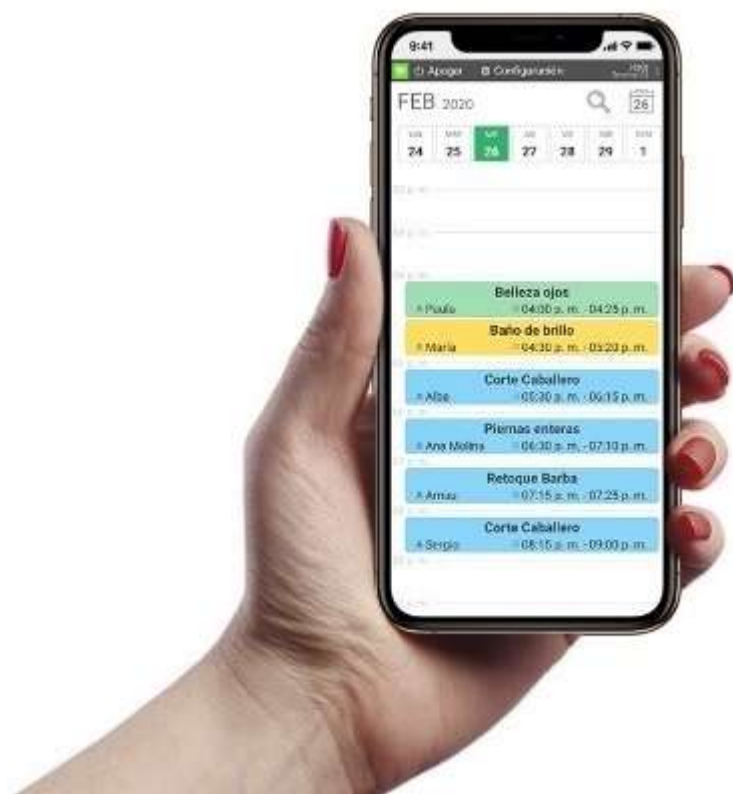 9:41
Apagar Configuración
FEB 2020
26
24 25 26 27 28 29 1
Belleza ojos
Paula 04:00 p. m. - 04:25 p. m.
Baño de brillo
María 04:30 p. m. - 05:20 p. m.
Corte Caballero
Alba 05:30 p. m. - 06:15 p. m.
Piernas enteras
Ana Molina 06:30 p. m. - 07:10 p. m.
Retoque Barba
Arnau 07:15 p. m. - 07:25 p. m.
Corte Caballero
Sergio 08:15 p. m. - 09:00 p. m.